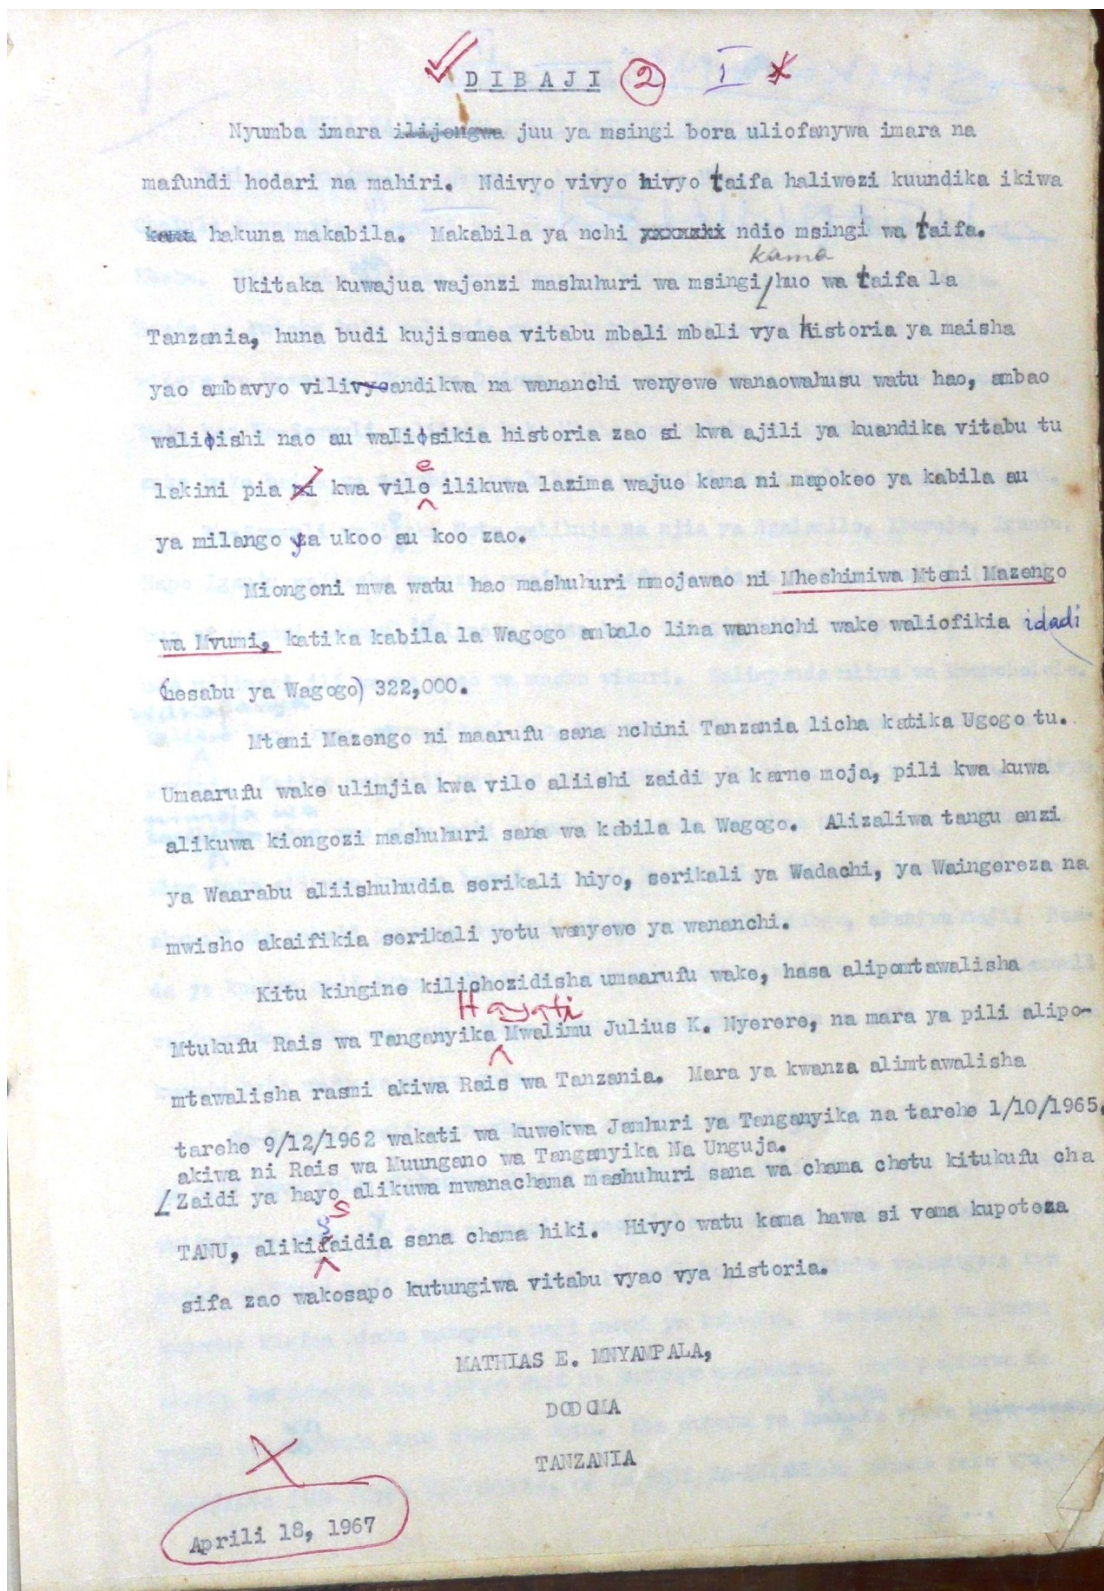 DIBAJI 2 I x
Nyumba imara ilijengwa juu ya msingi bora uliofanywa imara na
mafundi hodari na mahiri. Ndivyo vivyo hivyo taifa haliwezi kuundika ikiwa
kawa hakuna makabila. Makabila ya nchi ndio msingi wa taifa.
kama
Ukitaka kuwajua wajenzi mashuhuri wa msingi/huo wa taifa la
Tanzania, huna budi kujisomea vitabu mbali mbali vya historia ya maisha
yao ambavyo vilivyoandikwa na wananchi wenyewe wanaowahusu watu hao, ambao
waliishi nao au walisikia historia zao si kwa ajili ya kuandika vitabu tu
e
lakini pia ni kwa vile ilikuwa lazima wajue kama ni mapokeo ya kabila au
ya milango ya ukoo au koo zao.
Miongoni mwa watu hao mashuhuri mmojawao ni Mheshimiwa Mtemi Mazengo
wa Mvumi, katika kabila la Wagogo ambalo lina wananchi wake waliofikia idadi
(hesabu ya Wagogo) 322,000.
Mtemi Mazengo ni maarufu sana nchini Tanzania licha katika Ugogo tu.
Umaarufu wake ulimjia kwa vile aliishi zaidi ya karne moja, pili kwa kuwa
alikuwa kiongozi mashuhuri sana wa kabila la Wagogo. Alizaliwa tangu enzi
ya Waarabu aliishuhudia serikali hiyo, serikali ya Wadachi, ya Waingereza na
mwisho akaifikia serikali yetu wenyewe ya wananchi.
Kitu kingine kilichozidisha umaarufu wake, hasa alipomtawalisha
Hayati
Mtukufu Rais wa Tanganyika Mwalimu Julius K. Nyerere, na mara ya pili alipo-
mtawalisha rasmi akiwa Rais wa Tanzania. Mara ya kwanza alimtawalisha
tarehe 9/12/1962 wakati wa kuwekwa Jamhuri ya Tanganyika na tarehe 1/10/1965,
akiwa ni Rais wa Muungano wa Tanganyika Na Unguja.
Zaidi ya hayo alikuwa mwanachama mashuhuri sana wa chama chetu kitukufu cha
s
TANU, alikifaidia sana chama hiki. Hivyo watu kama hawa si vema kupoteza
sifa zao wakosapo kutungiwa vitabu vyao vya historia.
MATHIAS E. MNYAMPALA,
DODOMA
TANZANIA
Aprili 18, 1967